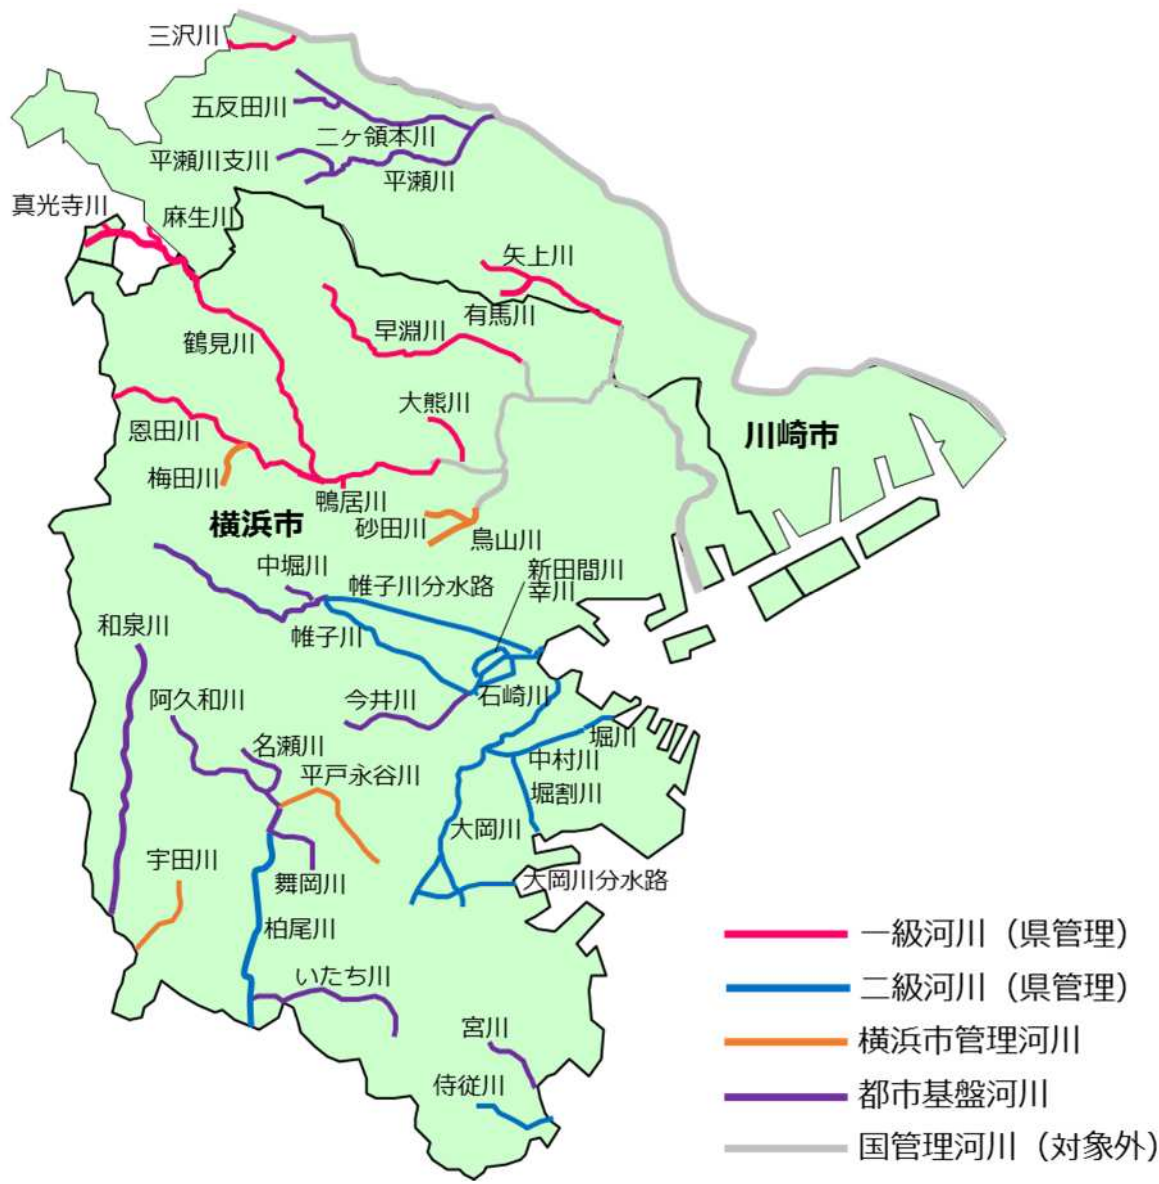 三沢川
五反田川
二ヶ領本川
平瀬川支川
平瀬川
真光寺川
麻生川
矢上川
有馬川
早淵川
鶴見川
大熊川
恩田川
川崎市
梅田川
鴨居川
横浜市
砂田川
鳥山川
中堀川
帷子川分水路
新田間川
幸川
和泉川
帷子川
阿久和川
今井川
石崎川
名瀬川
堀川
平戸永谷川
中村川
堀割川
大岡川
宇田川
舞岡川
大岡川分水路
柏尾川
いたち川
宮川
侍従川
一級河川（県管理）
二級河川（県管理）
横浜市管理河川
都市基盤河川
国管理河川（対象外）